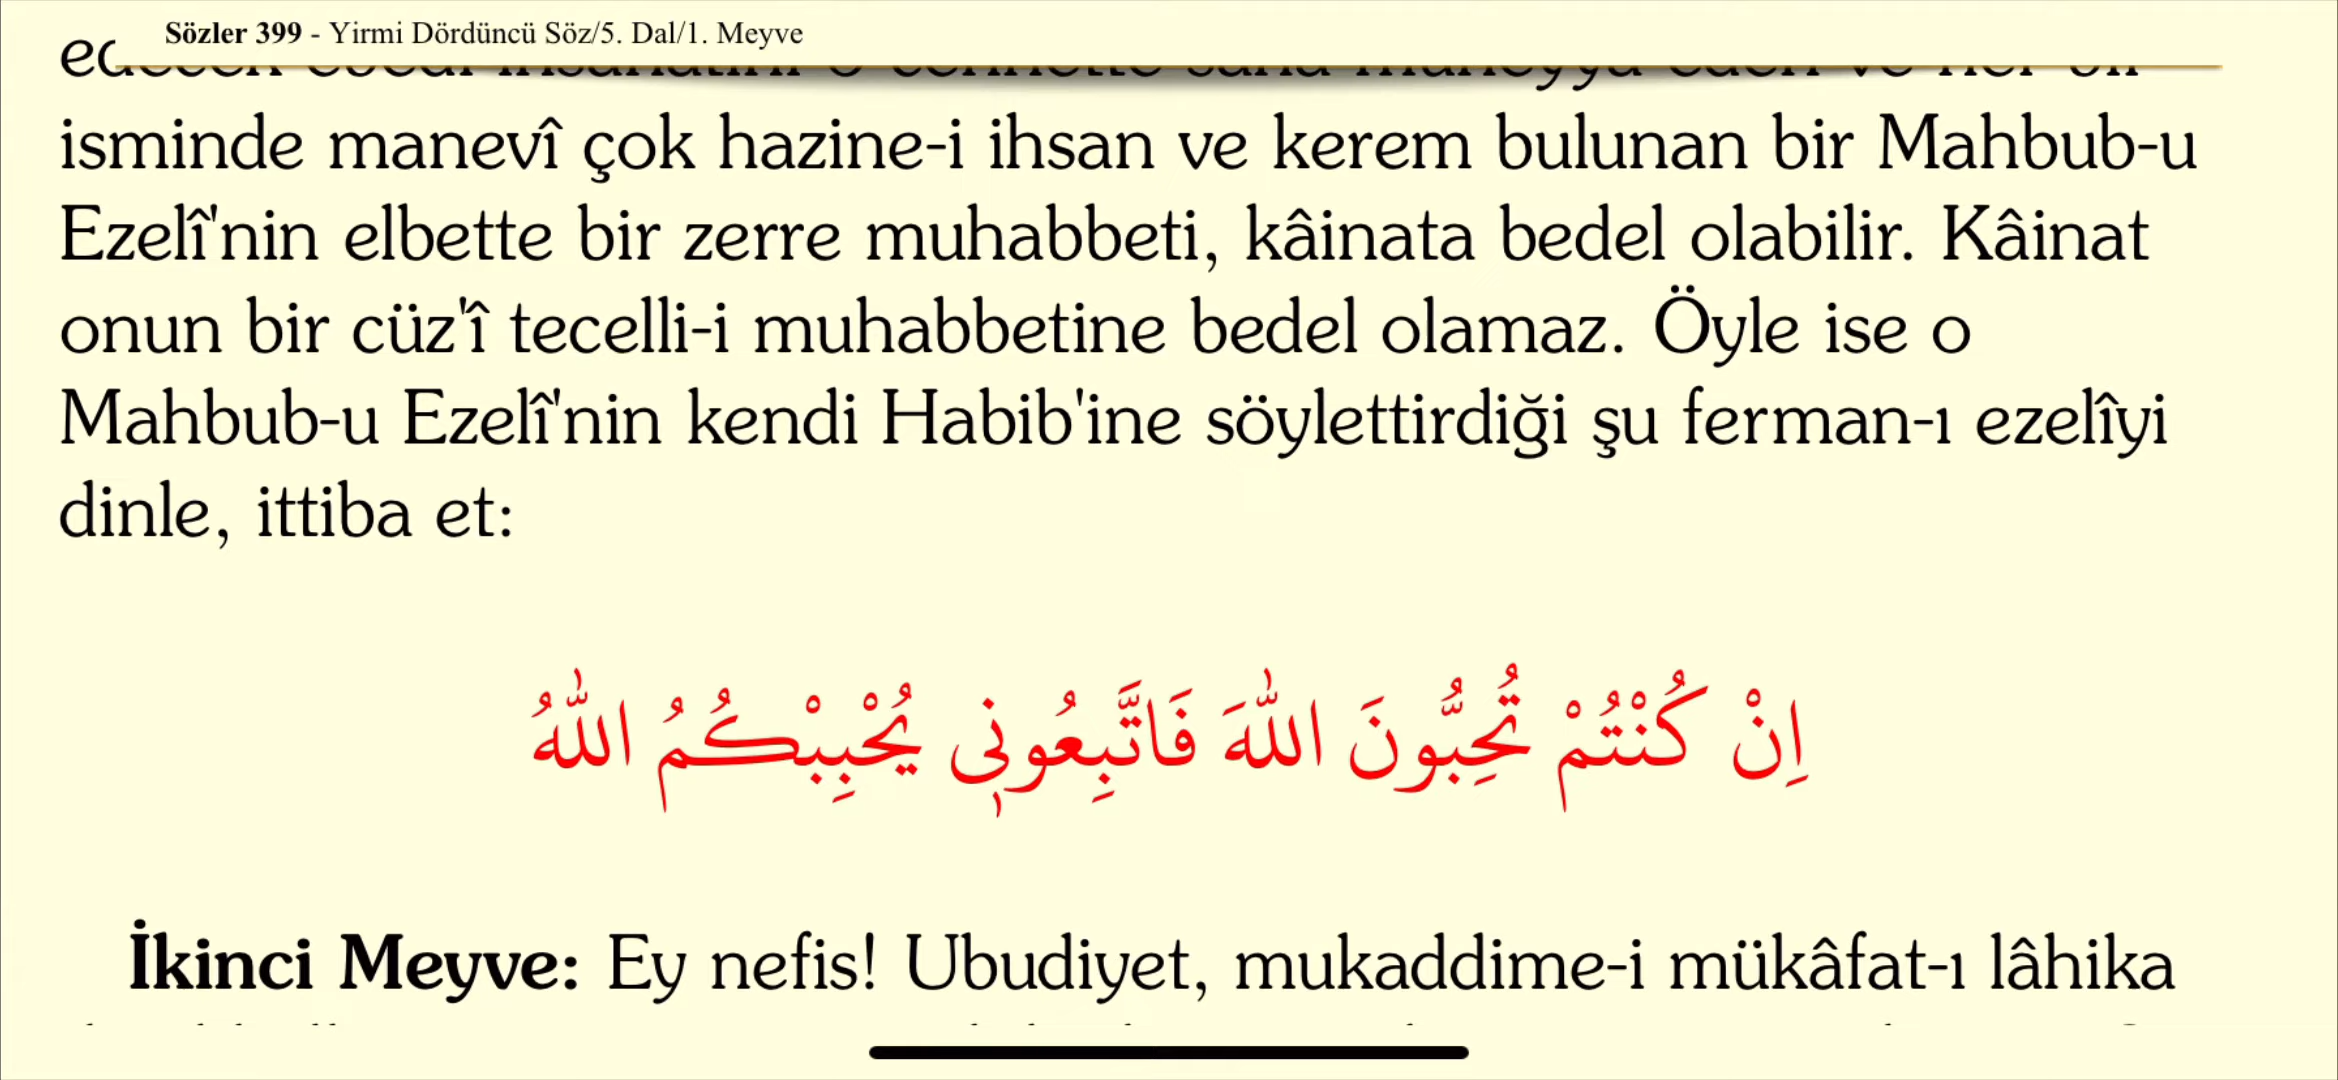 Sözler 399 - Yirmi Dördüncü Söz/5. Dal/1. Meyve
isminde manevî çok hazine-i ihsan ve kerem bulunan bir Mahbub-u
Ezelî'nin elbette bir zerre muhabbeti, kâinata bedel olabilir. Kâinat
onun bir cüz'î tecelli-i muhabbetine bedel olamaz. Öyle ise o
Mahbub-u Ezelî'nin kendi Habib'ine söylettirdiği şu ferman-ı ezelîyi
dinle, ittiba et:
اِنْ كُنْتُمْ تُحِبُّونَ اللّٰهَ فَاتَّبِعُونٖى يُحْبِبْكُمُ اللّٰهُ
İkinci Meyve: Ey nefis! Ubudiyet, mukaddime-i mükâfat-ı lâhika